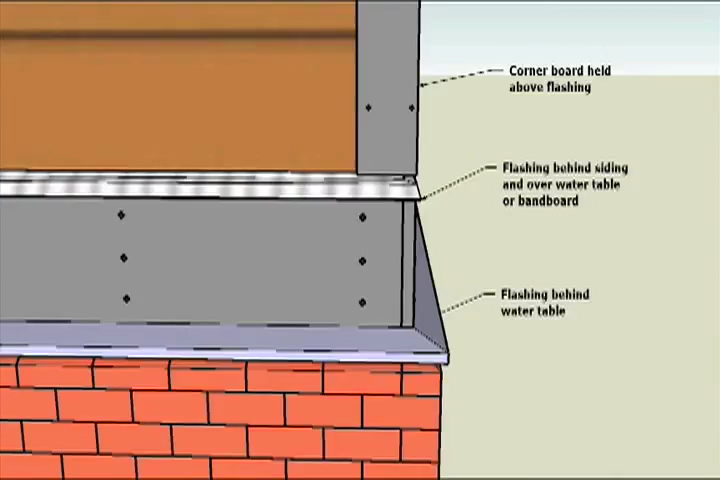 Corner board held
above flashing
Flashing behind siding
and over water table
or bandboard
Flashing behind
water table